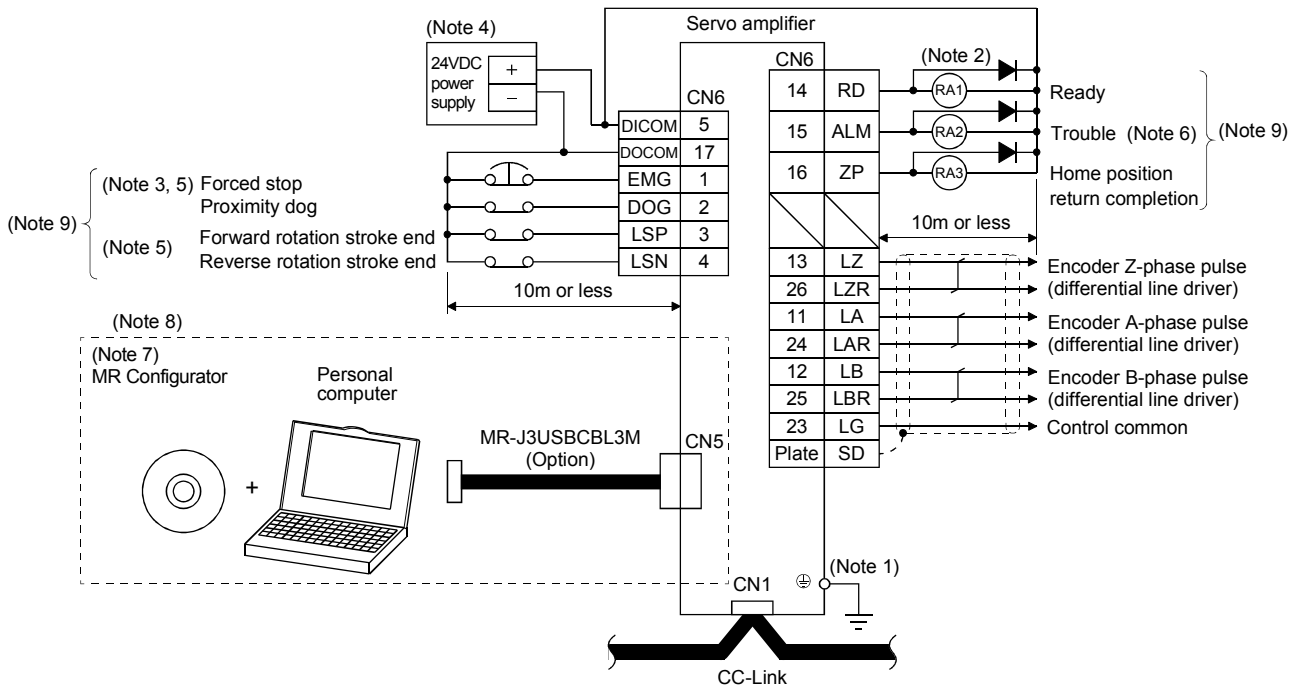 (Note 4)
24VDC
power
supply
+
−
Servo amplifier
CN6
DICOM 5
DOCOM 17
EMG 1
DOG 2
LSP 3
LSN 4
(Note 9)
(Note 3, 5) Forced stop
Proximity dog
(Note 5) Forward rotation stroke end
Reverse rotation stroke end
10m or less
CN6
14 RD
15 ALM
16 ZP
13 LZ
26 LZR
11 LA
24 LAR
12 LB
25 LBR
23 LG
Plate SD
(Note 2)
RA1
RA2
RA3
Ready
Trouble (Note 6)
Home position
return completion
(Note 9)
10m or less
Encoder Z-phase pulse
(differential line driver)
Encoder A-phase pulse
(differential line driver)
Encoder B-phase pulse
(differential line driver)
Control common
(Note 8)
(Note 7)
MR Configurator
Personal
computer
+
MR-J3USBCBL3M
(Option)
CN5
(Note 1)
CN1
CC-Link